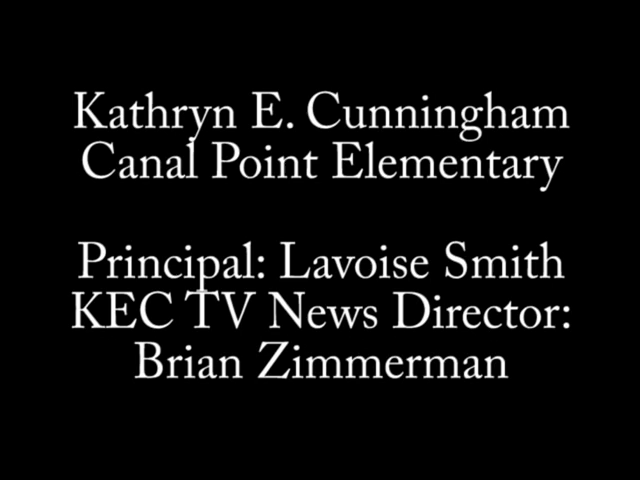 Kathryn E. Cunningham
Canal Point Elementary
Principal: Lavoise Smith
KEC TV News Director:
Brian Zimmerman